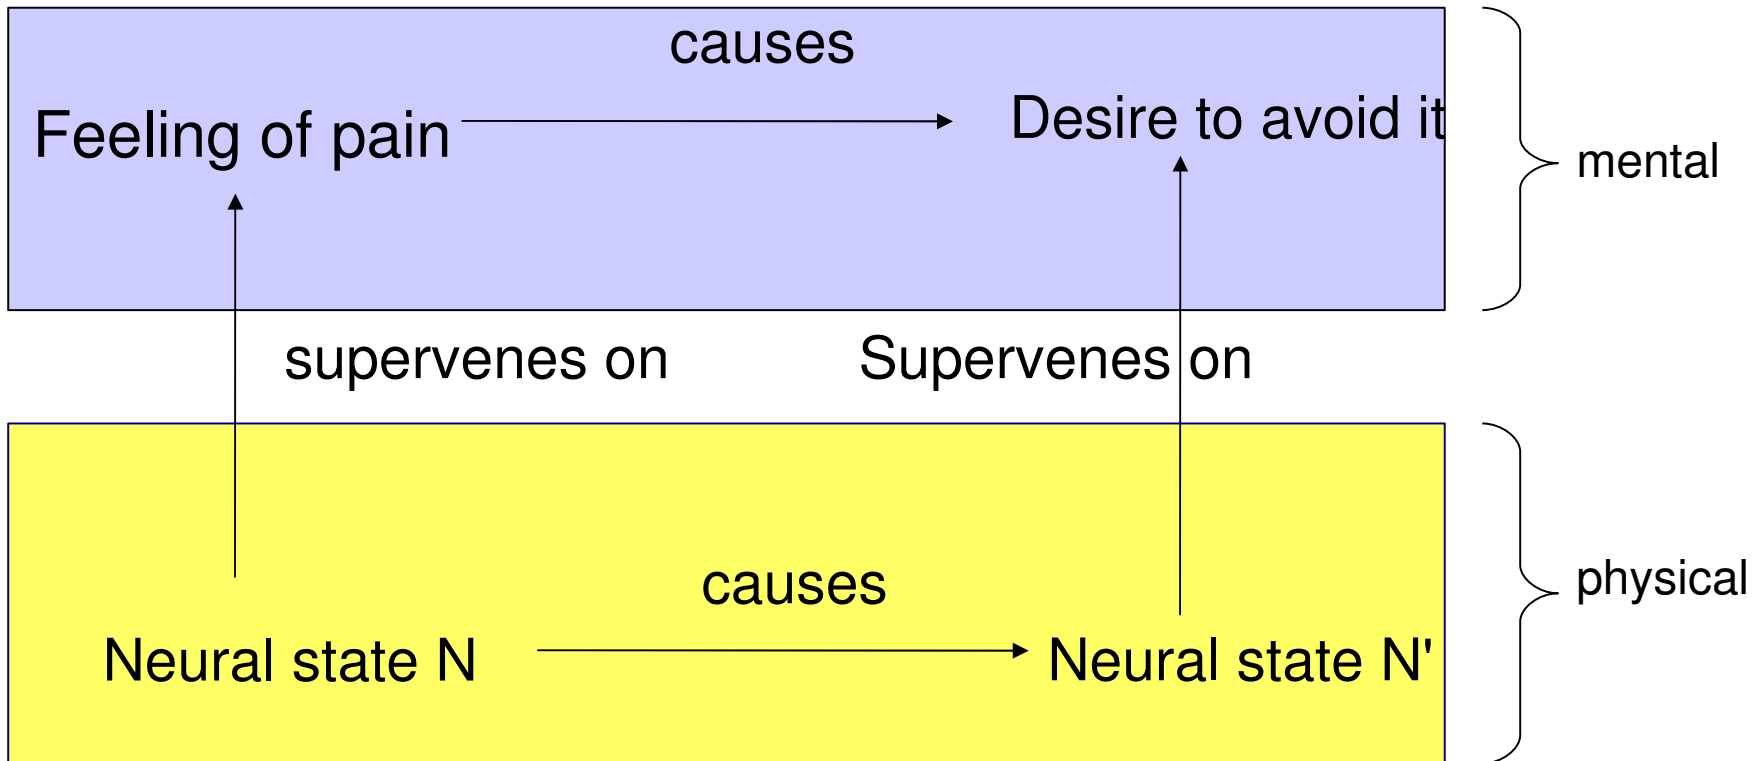 causes
Feeling of pain
Desire to avoid it
mental
supervenes on
Supervenes on
causes
physical
Neural state N
Neural state N'